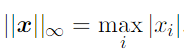 ||𝒙||∞ = max |xᵢ|
i